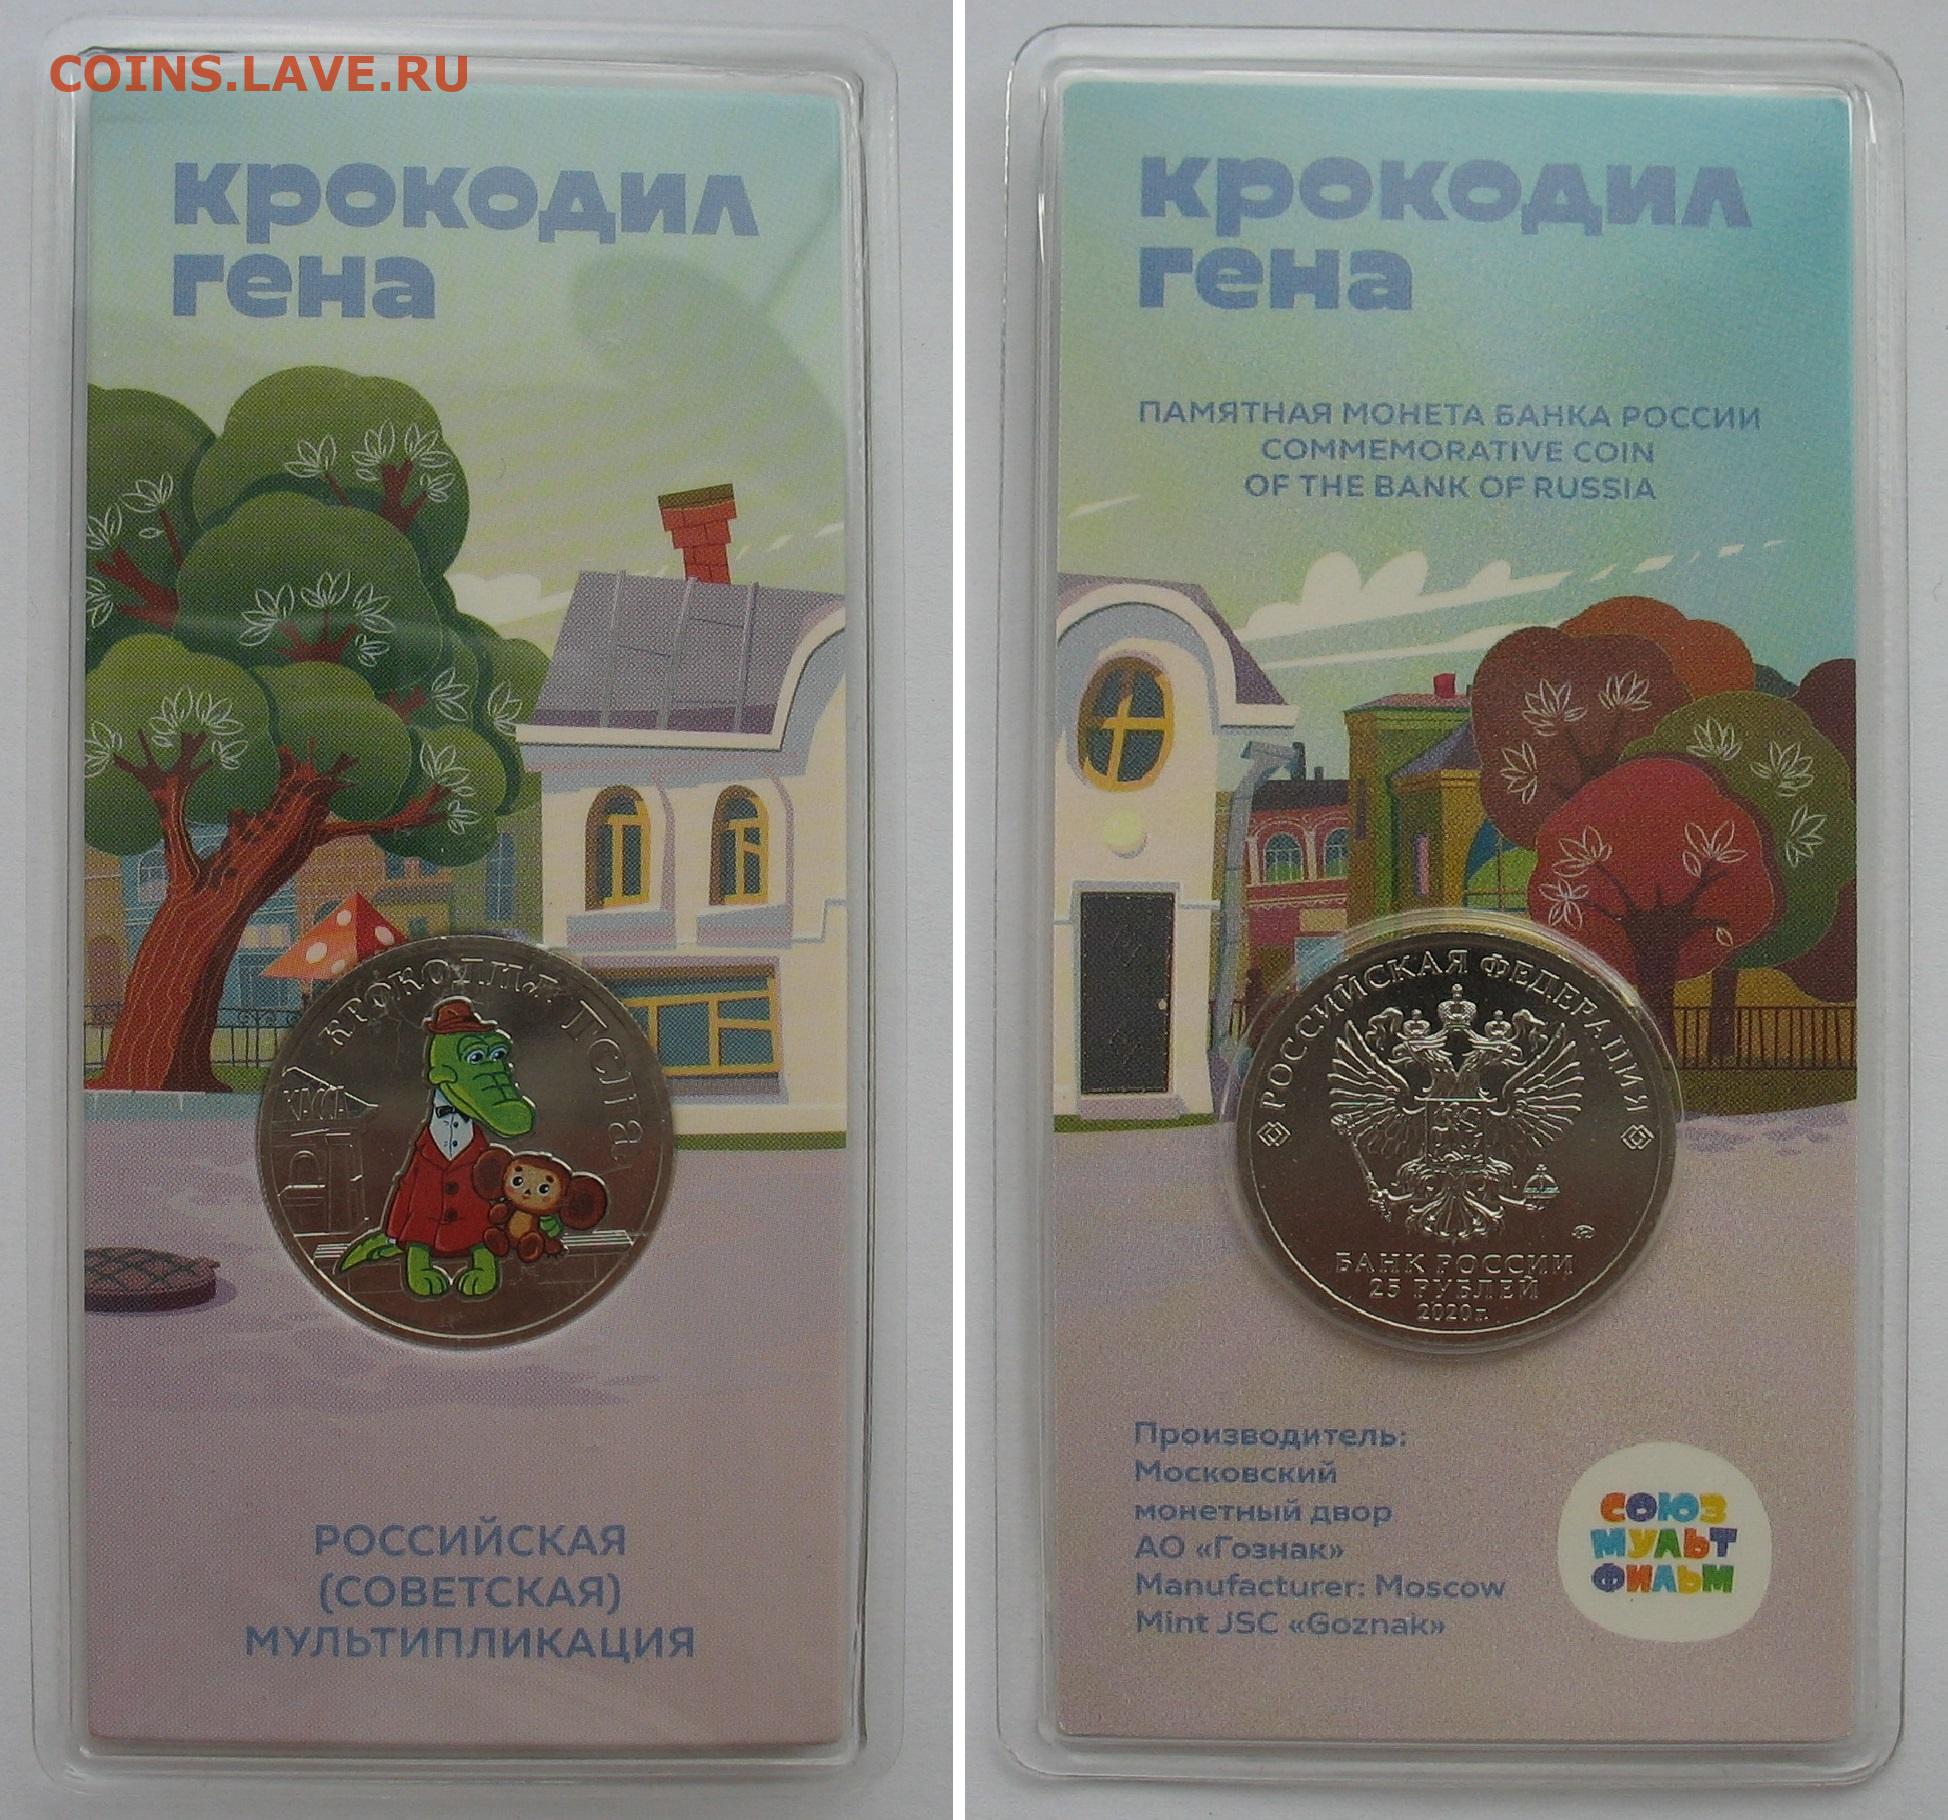 COINS.LAVE.RU
крокодил
гена
КРОКОДИЛ ГЕНА
КАССА
РОССИЙСКАЯ
(СОВЕТСКАЯ)
МУЛЬТИПЛИКАЦИЯ
крокодил
гена
ПАМЯТНАЯ МОНЕТА БАНКА РОССИИ
COMMEMORATIVE COIN
OF THE BANK OF RUSSIA
РОССИЙСКАЯ ФЕДЕРАЦИЯ
БАНК РОССИИ
25 РУБЛЕЙ
2020 г.
Производитель:
Московский
монетный двор
АО «Гознак»
Manufacturer: Moscow
Mint JSC «Goznak»
СОЮЗ
МУЛЬТ
ФИЛЬМ